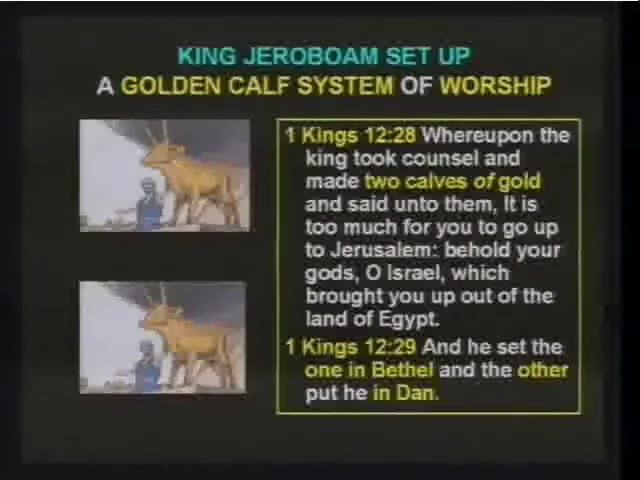 KING JEROBOAM SET UP
A GOLDEN CALF SYSTEM OF WORSHIP
1 Kings 12:28 Whereupon the
king took counsel and
made two calves of gold
and said unto them, It is
too much for you to go up
to Jerusalem: behold your
gods, O Israel, which
brought you up out of the
land of Egypt.
1 Kings 12:29 And he set the
one in Bethel and the other
put he in Dan.